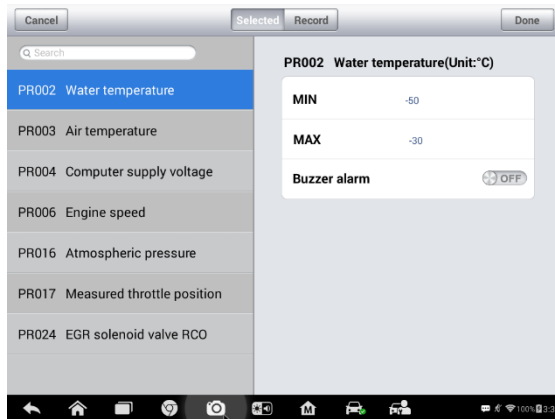 Cancel
Selected Record
Done
Search
PR002 Water temperature
PR003 Air temperature
PR004 Computer supply voltage
PR006 Engine speed
PR016 Atmospheric pressure
PR017 Measured throttle position
PR024 EGR solenoid valve RCO
PR002 Water temperature(Unit:°C)
MIN -50
MAX -30
Buzzer alarm OFF
M
100%